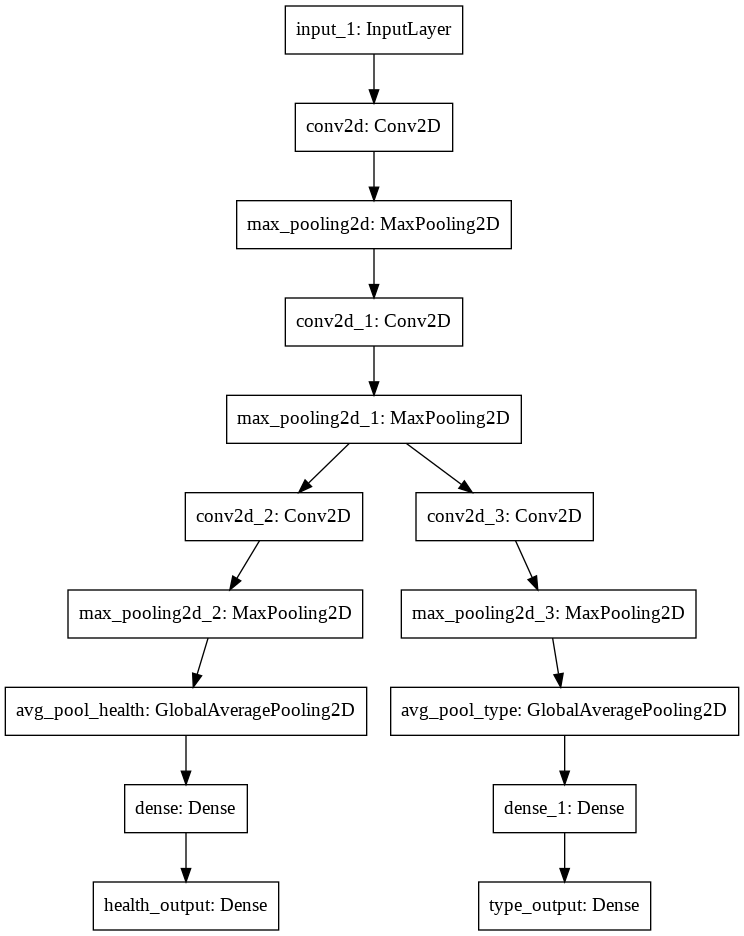 input_1: InputLayer
conv2d: Conv2D
max_pooling2d: MaxPooling2D
conv2d_1: Conv2D
max_pooling2d_1: MaxPooling2D
conv2d_2: Conv2D
conv2d_3: Conv2D
max_pooling2d_2: MaxPooling2D
max_pooling2d_3: MaxPooling2D
avg_pool_health: GlobalAveragePooling2D
avg_pool_type: GlobalAveragePooling2D
dense: Dense
dense_1: Dense
health_output: Dense
type_output: Dense